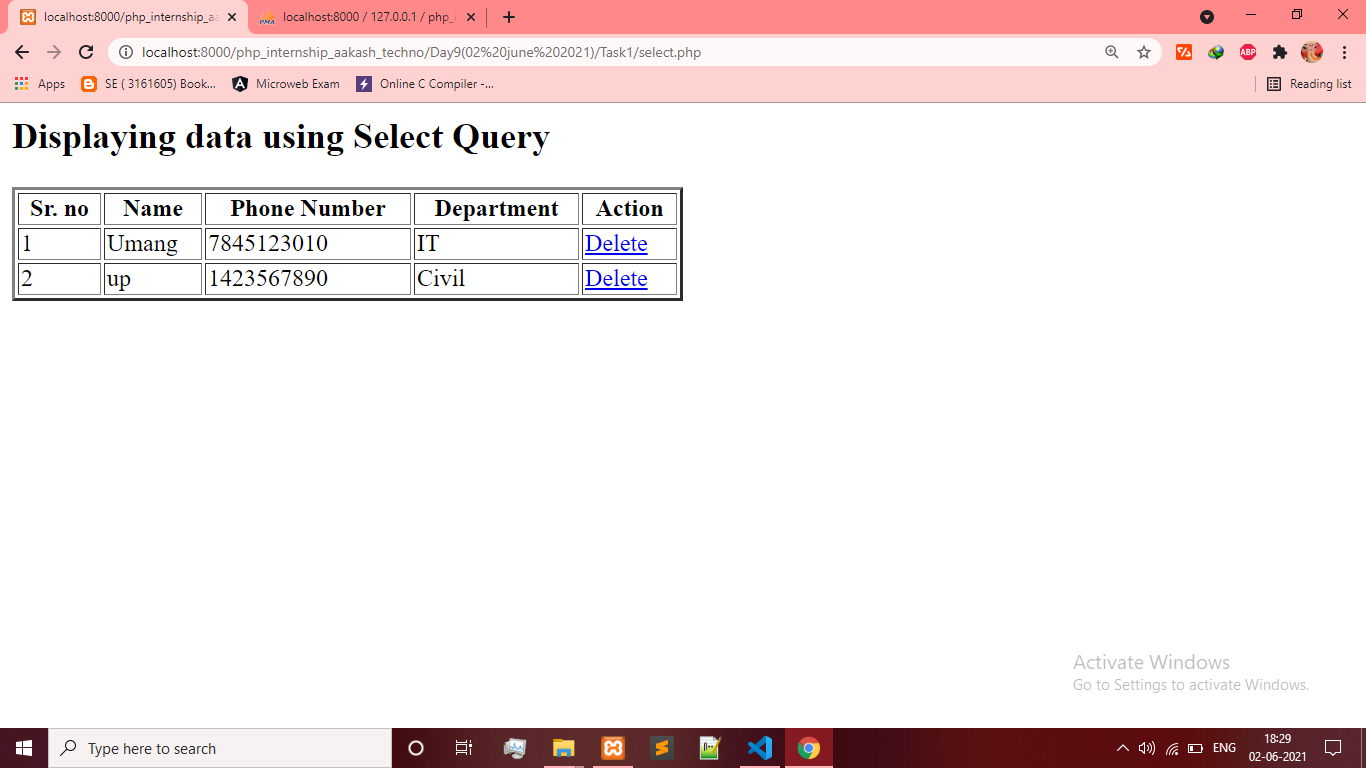 localhost:8000/php_internship_aa
localhost:8000 / 127.0.0.1 / php_i
localhost:8000/php_internship_aakash_techno/Day9(02%20june%202021)/Task1/select.php
ABP
Apps
SE ( 3161605) Book...
Microweb Exam
Online C Compiler -...
Reading list
Displaying data using Select Query
Sr. no Name Phone Number Department Action
1 Umang 7845123010 IT Delete
2 up 1423567890 Civil Delete
Activate Windows
Go to Settings to activate Windows.
Type here to search
ENG
18:29
02-06-2021